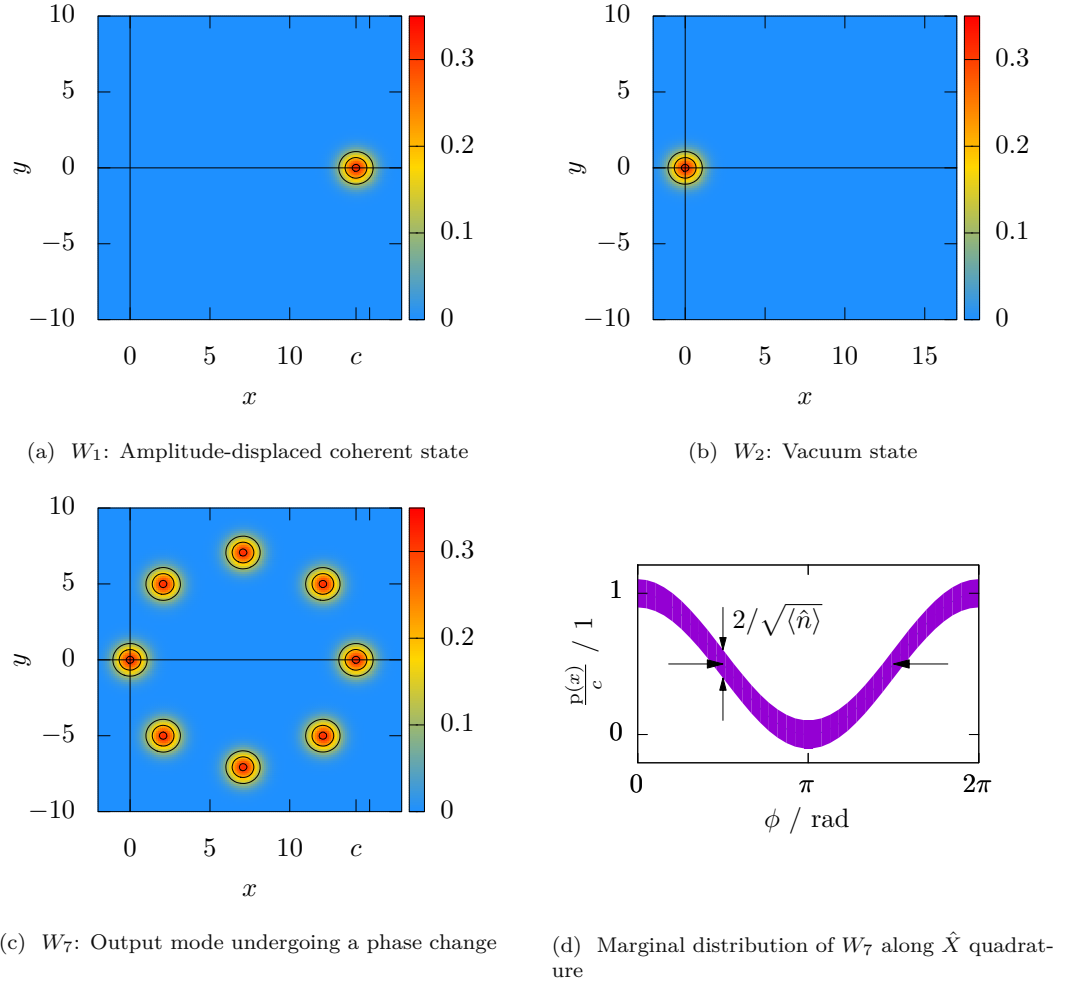 10
5
0
−5
−10
y
0 5 10 c
x
0.3
0.2
0.1
0
(a) W₁: Amplitude-displaced coherent state
10
5
0
−5
−10
y
0 5 10 15
x
0.3
0.2
0.1
0
(b) W₂: Vacuum state
10
5
0
−5
−10
y
0 5 10 c
x
0.3
0.2
0.1
0
(c) W₇: Output mode undergoing a phase change
1
0
p(x)/c / 1
2/√⟨n̂⟩
0 π 2π
ϕ / rad
(d) Marginal distribution of W₇ along X̂ quadrat-
ure